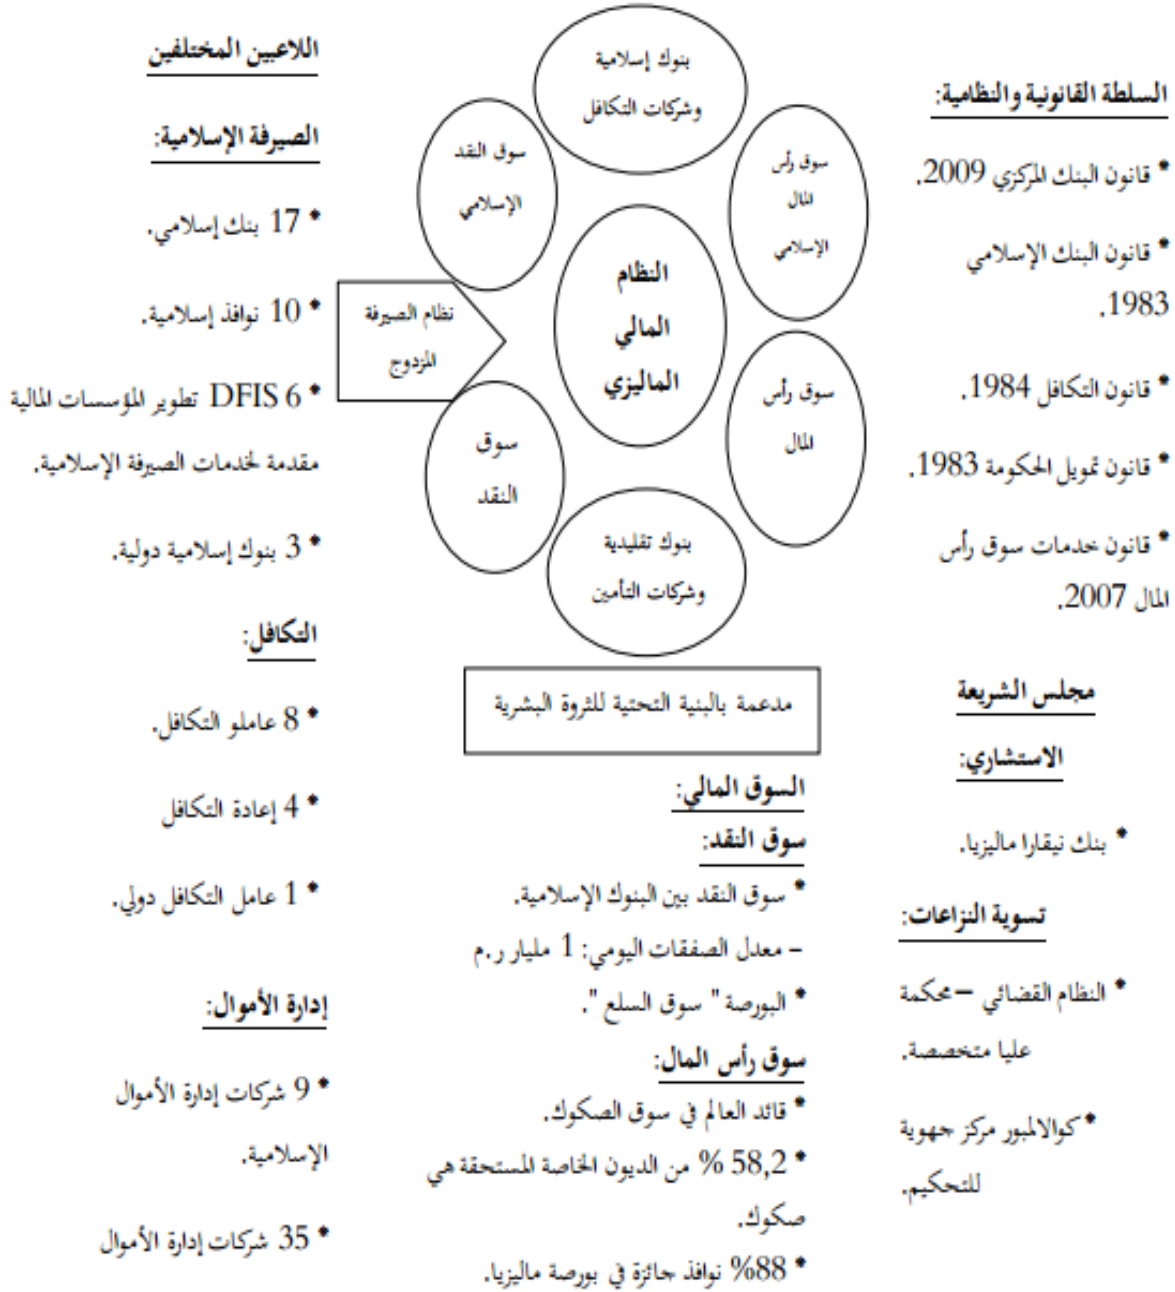 السلطة القانونية والنظامية:
* قانون البنك المركزي 2009.
* قانون البنك الإسلامي
1983.
* قانون التكافل 1984.
* قانون تمويل الحكومة 1983.
* قانون خدمات سوق رأس
المال 2007.
مجلس الشريعة
الاستشاري:
* بنك نيقارا ماليزيا.
تسوية النزاعات:
* النظام القضائي –محكمة
عليا متخصصة.
*كوالالمبور مركز جهوية
للتحكيم.
بنوك إسلامية
وشركات التكافل
سوق رأس
المال
الإسلامي
سوق النقد
الإسلامي
النظام
المالي
الماليزي
نظام الصيرفة
المزدوج
سوق رأس
المال
سوق
النقد
بنوك تقليدية
وشركات التأمين
مدعمة بالبنية التحتية للثروة البشرية
السوق المالي:
سوق النقد:
* سوق النقد بين البنوك الإسلامية.
– معدل الصفقات اليومي: 1 مليار ر.م
* البورصة " سوق السلع ".
سوق رأس المال:
* قائد العالم في سوق الصكوك.
* 58,2 % من الديون الخاصة المستحقة هي
صكوك.
* 88% نوافذ جائزة في بورصة ماليزيا.
اللاعبين المختلفين
الصيرفة الإسلامية:
* 17 بنك إسلامي.
* 10 نوافذ إسلامية.
* 6 DFIS تطوير المؤسسات المالية
مقدمة لخدمات الصيرفة الإسلامية.
* 3 بنوك إسلامية دولية.
التكافل:
* 8 عاملو التكافل.
* 4 إعادة التكافل
* 1 عامل التكافل دولي.
إدارة الأموال:
* 9 شركات إدارة الأموال
الإسلامية.
* 35 شركات إدارة الأموال